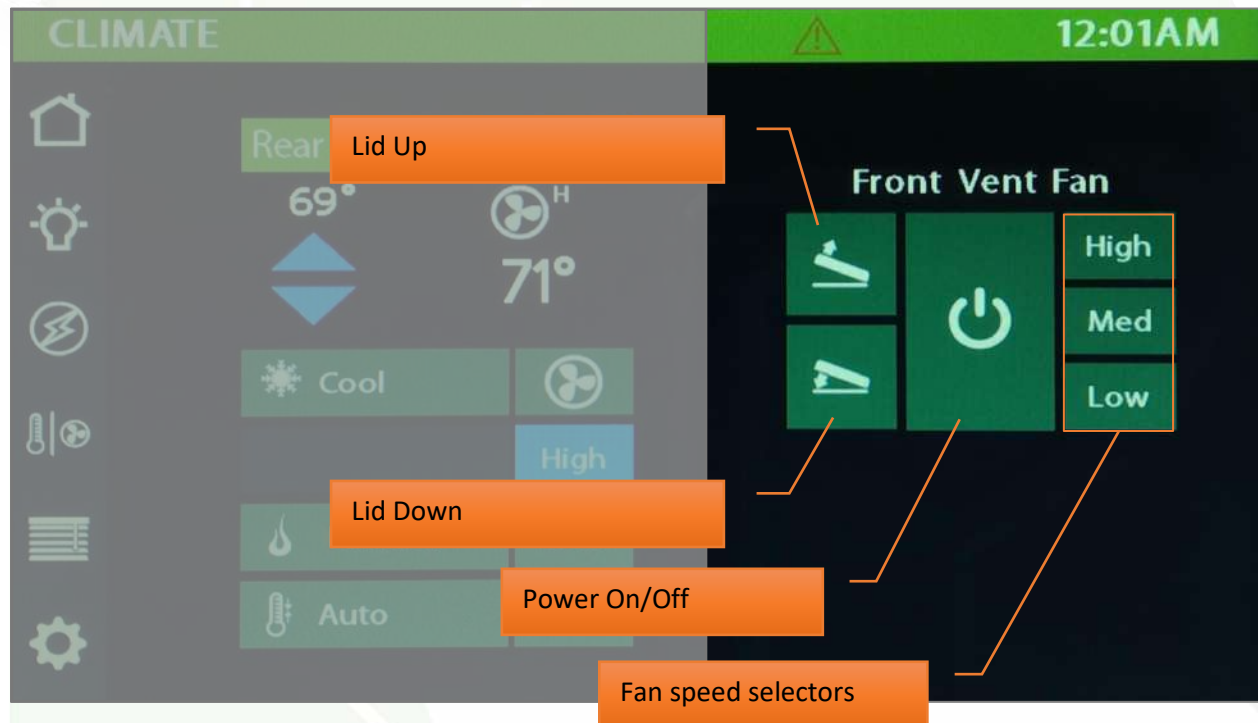 CLIMATE
12:01AM
Rear
Lid Up
Front Vent Fan
69°
H
71°
High
Med
Low
Cool
High
Lid Down
Auto
Power On/Off
Fan speed selectors